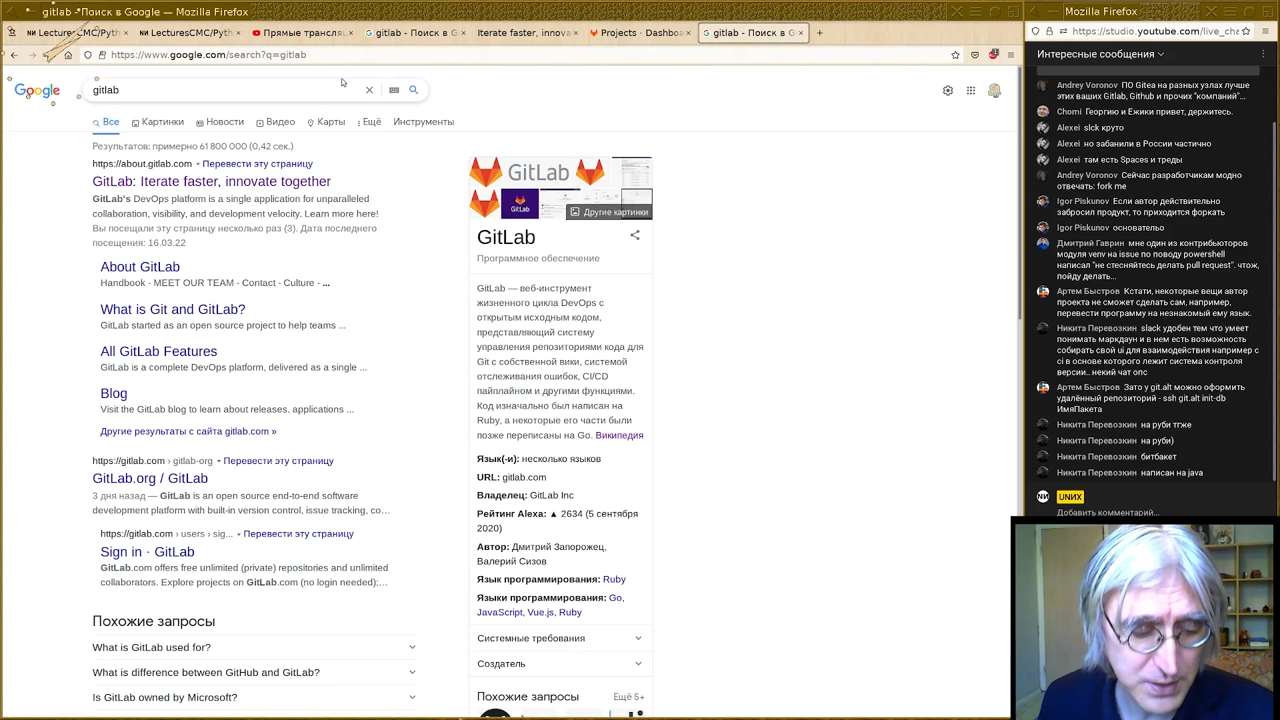 gitlab - Поиск в Google — Mozilla Firefox
LecturesCMC/Pyth
LecturesCMC/Pyth
Прямые трансляц
gitlab - Поиск в G
Iterate faster, innova
Projects · Dashboa
gitlab - Поиск в G
https://www.google.com/search?q=gitlab
Google
gitlab
Все
Картинки
Новости
Видео
Карты
Ещё
Инструменты
Результатов: примерно 61 800 000 (0,42 сек.)
https://about.gitlab.com Перевести эту страницу
GitLab: Iterate faster, innovate together
GitLab's DevOps platform is a single application for unparalleled
collaboration, visibility, and development velocity. Learn more here!
Вы посещали эту страницу несколько раз (3). Дата последнего
посещения: 16.03.22
About GitLab
Handbook - MEET OUR TEAM - Contact - Culture - ...
What is Git and GitLab?
GitLab started as an open source project to help teams ...
All GitLab Features
GitLab is a complete DevOps platform, delivered as a single ...
Blog
Visit the GitLab blog to learn about releases, applications ...
Другие результаты с сайта gitlab.com »
https://gitlab.com › gitlab-org Перевести эту страницу
GitLab.org / GitLab
3 дня назад — GitLab is an open source end-to-end software
development platform with built-in version control, issue tracking, co…
https://gitlab.com › users › sig... Перевести эту страницу
Sign in · GitLab
GitLab.com offers free unlimited (private) repositories and unlimited
collaborators. Explore projects on GitLab.com (no login needed);…
Похожие запросы
What is GitLab used for?
What is difference between GitHub and GitLab?
Is GitLab owned by Microsoft?
GitLab
GitLab
Другие картинки
GitLab
Программное обеспечение
GitLab — веб-инструмент
жизненного цикла DevOps с
открытым исходным кодом,
представляющий систему
управления репозиториями кода для
Git с собственной вики, системой
отслеживания ошибок, CI/CD
пайплайном и другими функциями.
Код изначально был написан на
Ruby, а некоторые его части были
позже переписаны на Go. Википедия
Язык(-и): несколько языков
URL: gitlab.com
Владелец: GitLab Inc
Рейтинг Alexa: ▲ 2634 (5 сентября
2020)
Автор: Дмитрий Запорожец,
Валерий Сизов
Язык программирования: Ruby
Языки программирования: Go,
JavaScript, Vue.js, Ruby
Системные требования
Создатель
Похожие запросы
Ещё 5+
Mozilla Firefox
https://studio.youtube.com/live_cha
Интересные сообщения
Andrey Voronov ПО Gitea на разных узлах лучше
этих ваших Gitlab, Github и прочих "компаний"...
Chomi Георгию и Ежики привет, держитесь.
Alexei slck круто
Alexei но забанили в России частично
Alexei там есть Spaces и треды
Andrey Voronov Сейчас разработчикам модно
отвечать: fork me
Igor Piskunov Если автор действительно
забросил продукт, то приходится форкать
Igor Piskunov основательо
Дмитрий Гаврин мне один из контрибьюторов
модуля venv на issue по поводу powershell
написал "не стесняйтесь делать pull request". чтож,
пойду делать...
Артем Быстров Кстати, некоторые вещи автор
проекта не сможет сделать сам, например,
перевести программу на незнакомый ему язык.
Никита Перевозкин slack удобен тем что умеет
понимать маркдаун и в нем есть возможность
собирать свой ui для взаимодействия например с
ci в основе которого лежит система контроля
версии.. некий чат опс
Артем Быстров Зато у git.alt можно оформить
удалённый репозиторий - ssh git.alt init-db
ИмяПакета
Никита Перевозкин на руби тгже
Никита Перевозкин на руби)
Никита Перевозкин битбакет
Никита Перевозкин написан на java
UNИX
Добавить комментарий...